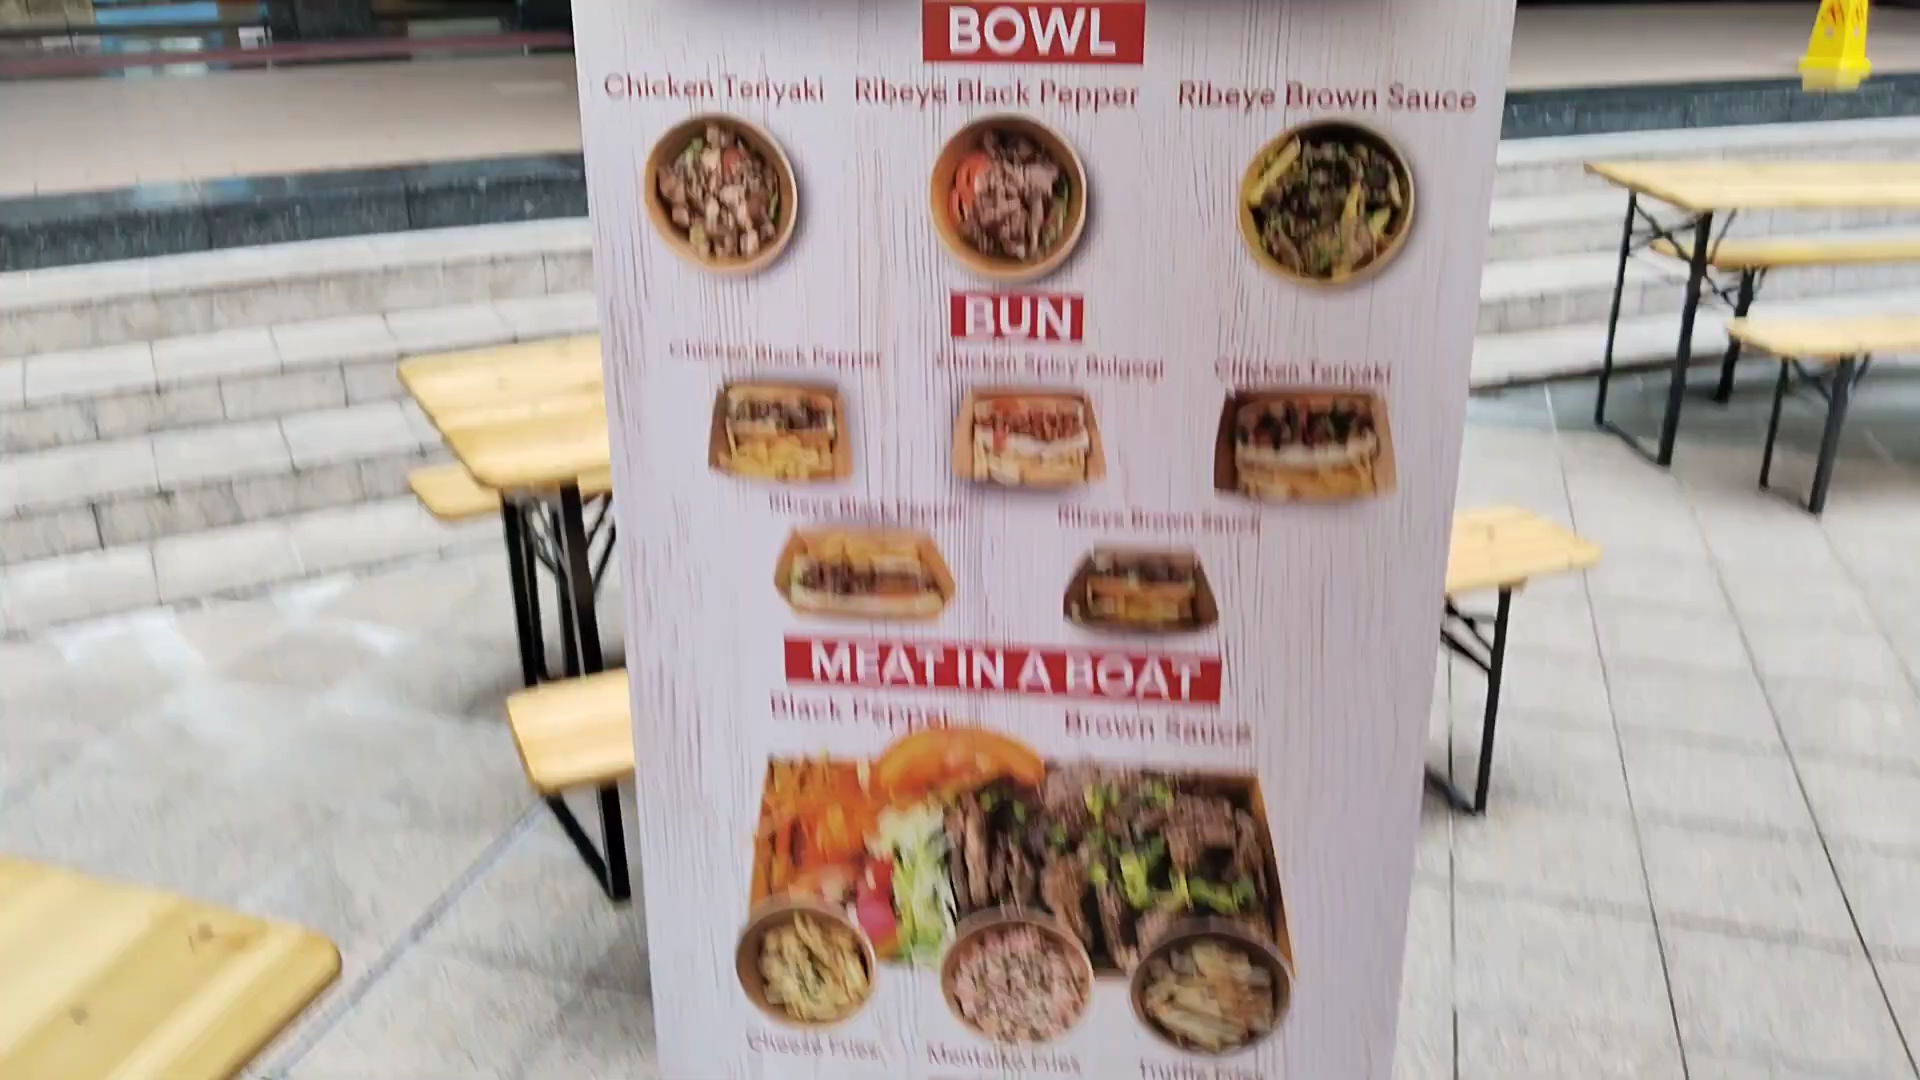 BOWL
Chicken Teriyaki Ribeye Black Pepper Ribeye Brown Sauce
BUN
Chicken Black Pepper Chicken Spicy Bulgogi Chicken Teriyaki
Ribeye Black Pepper Ribeye Brown Sauce
MEAT IN A BOAT
Black Pepper Brown Sauce
Cheese Fries Mentaiko Fries Truffle Fries